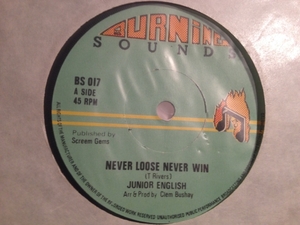 BURNING
SOUNDS
BS 017
A SIDE
45 RPM
Published by
Screem Gems
NEVER LOOSE NEVER WIN
(T Rivers)
JUNIOR ENGLISH
Arr & Prod by Clem Bushay